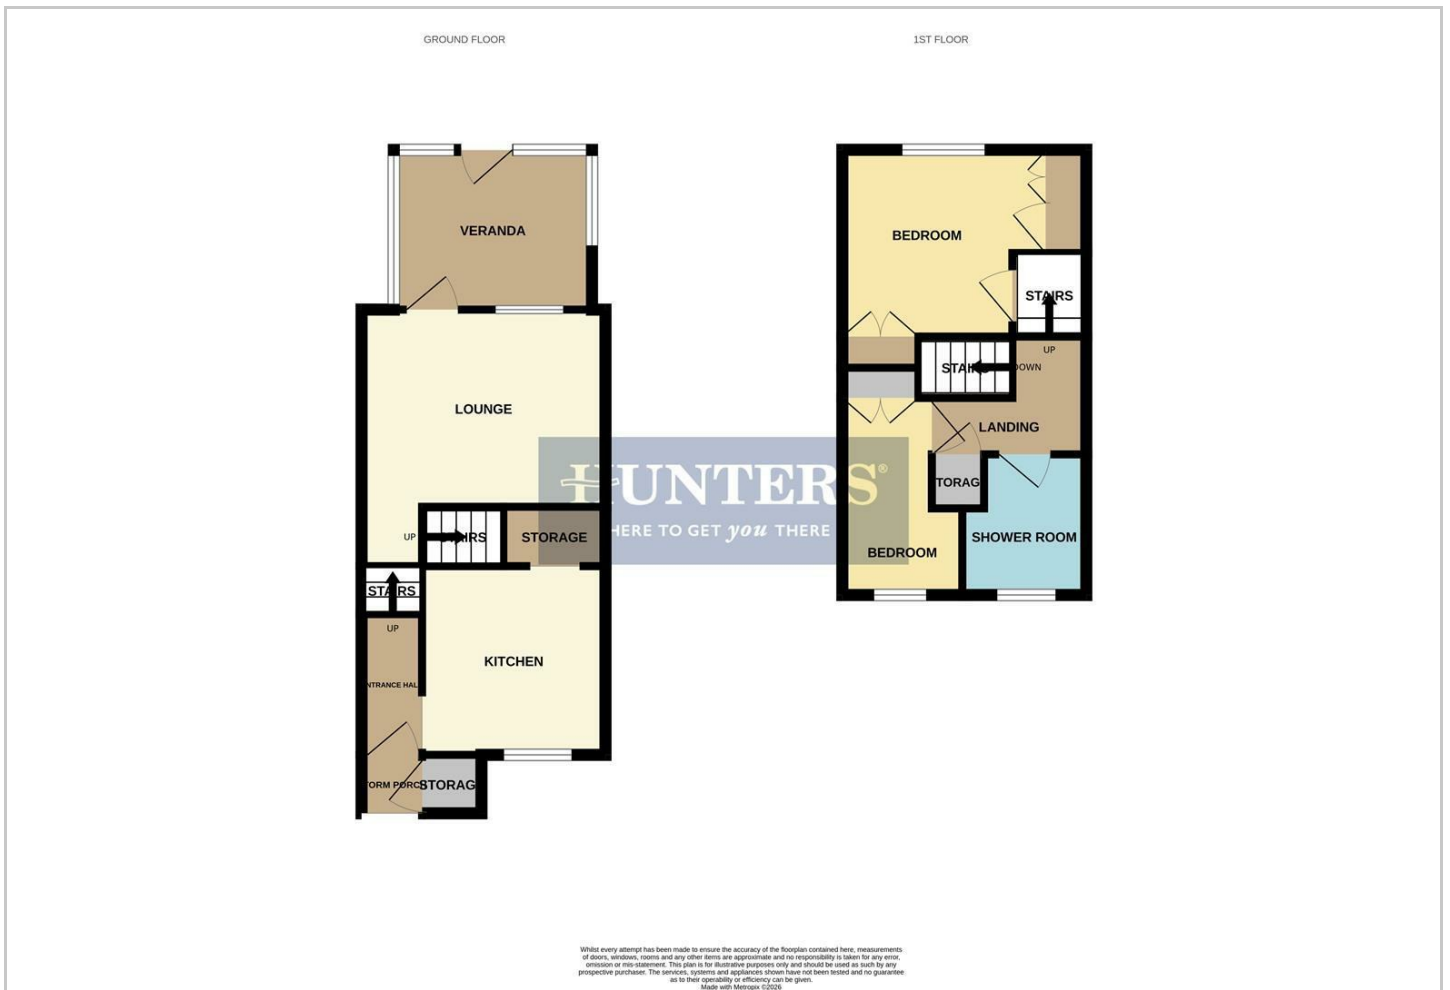 GROUND FLOOR
1ST FLOOR
VERANDA
LOUNGE
UP
STAIRS
STORAGE
STAIRS
UP
KITCHEN
NTRANCE HAL
TORM PORC
STORAG
BEDROOM
STAIRS
UP
STAIRS
DOWN
LANDING
TORAG
SHOWER ROOM
BEDROOM
HUNTERS®
HERE TO GET you THERE
Whilst every attempt has been made to ensure the accuracy of the floorplan contained here, measurements
of doors, windows, rooms and any other items are approximate and no responsibility is taken for any error,
omission or mis-statement. This plan is for illustrative purposes only and should be used as such by any
prospective purchaser. The services, systems and appliances shown have not been tested and no guarantee
as to their operability or efficiency can be given.
Made with Metropix ©2026